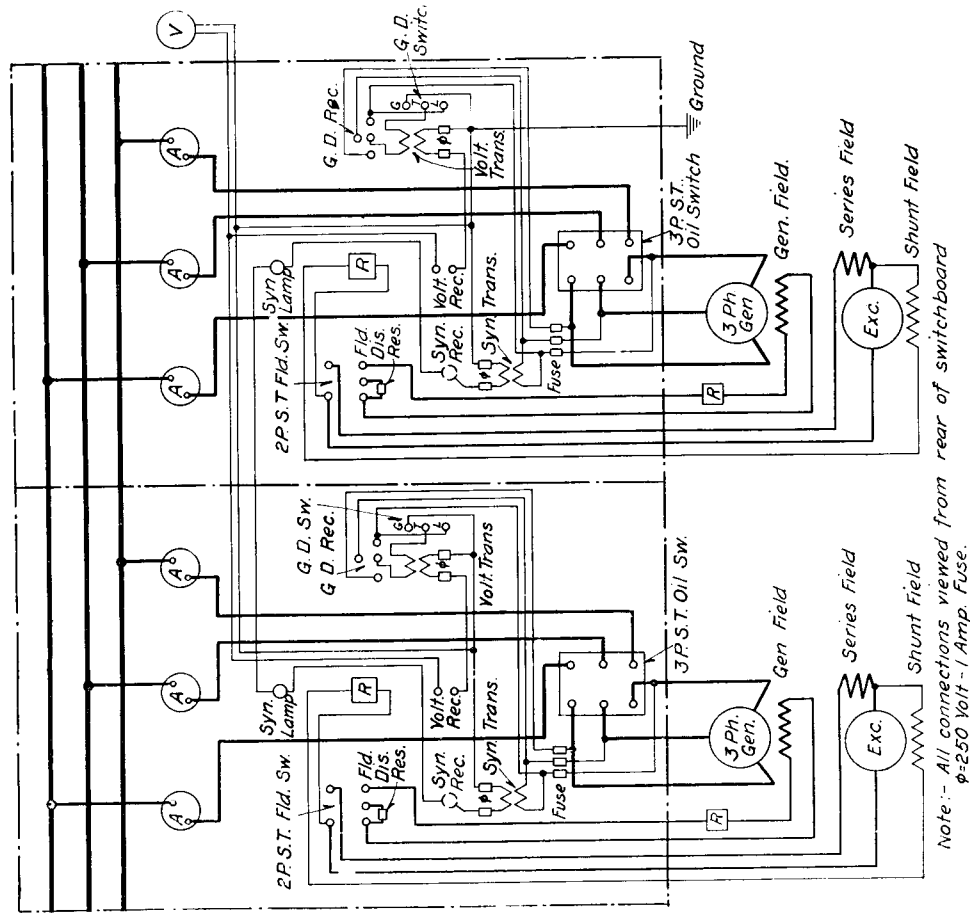 V
A
A
A
A
A
A
G. D.
Switch.
G. D. Rec.
G
T
L
Volt.
Trans.
φ
Ground
Syn.
Lamp
R
2P. S. T Fld. Sw.
Fld.
Dis.
Res.
Volt.
Rec.
Syn.
Rec.
Syn. Trans.
φ
Fuse
3 P. S. T.
Oil Switch
3 Ph
Gen.
Gen. Field.
R
Series Field
Exc.
Shunt Field
G. D. Sw.
G D. Rec.
G
T
L
φ
Volt. Trans
Syn.
Lamp
R
2P. S. T. Fld. Sw.
Fld.
Dis.
Res.
Volt.
Rec.
Syn.
Rec.
Syn. Trans.
φ
Fuse
3 P. S. T. Oil Sw.
3 Ph.
Gen.
Gen Field
R
Series Field
Exc.
Shunt Field
Note:- All connections viewed from rear of switchboard
φ=250 Volt - 1 Amp. Fuse.